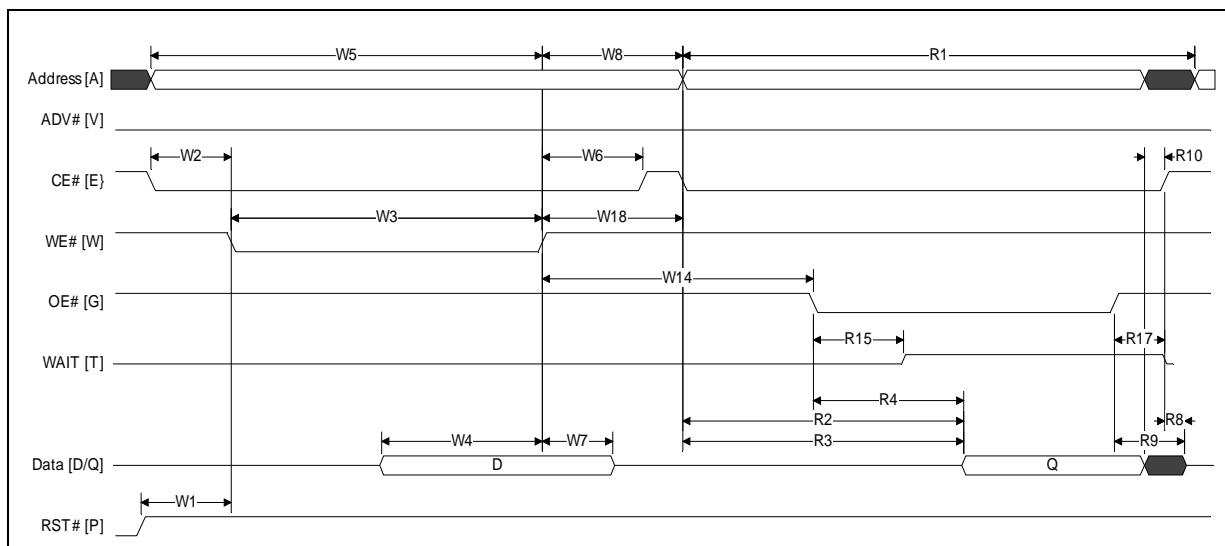 W5 W8 R1
Address [A]
ADV# [V]
W2 W6 R10
CE# [E}
W3 W18
WE# [W]
W14
OE# [G]
R15 R17
WAIT [T]
R4
R2 R8
W4 W7 R3 R9
Data [D/Q] D Q
W1
RST# [P]